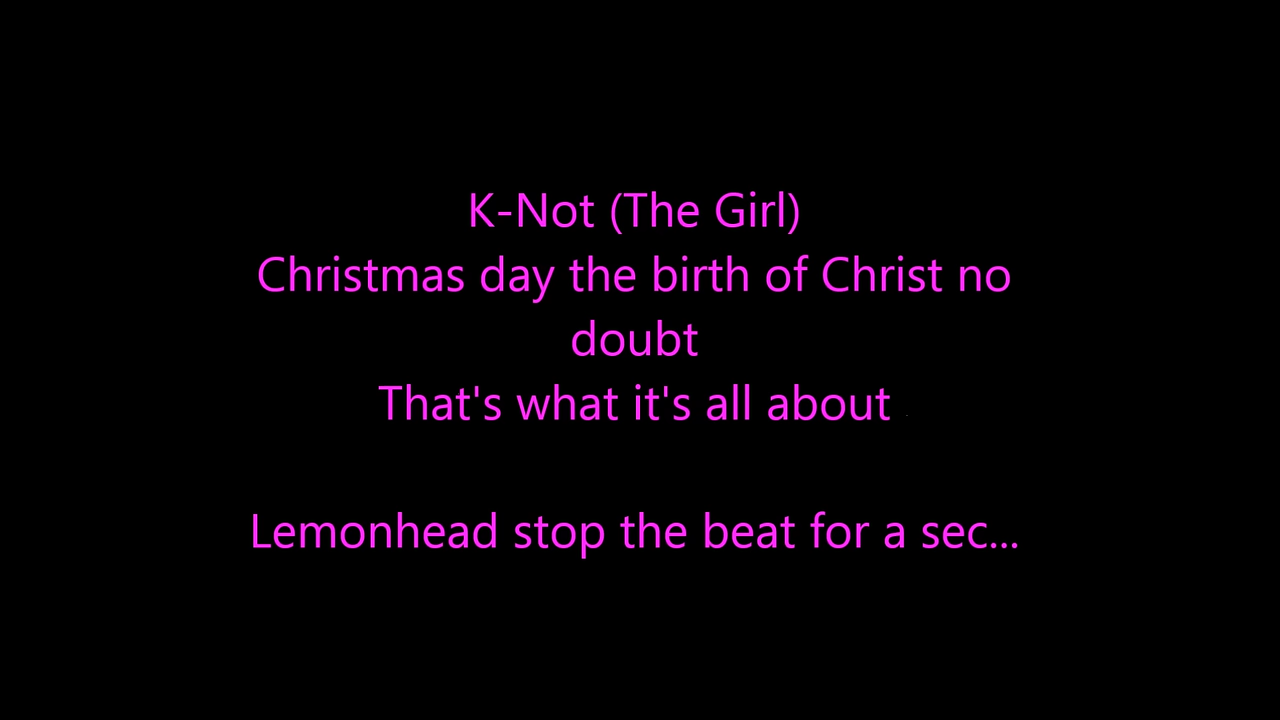 K-Not (The Girl)
Christmas day the birth of Christ no
doubt
That's what it's all about
Lemonhead stop the beat for a sec...